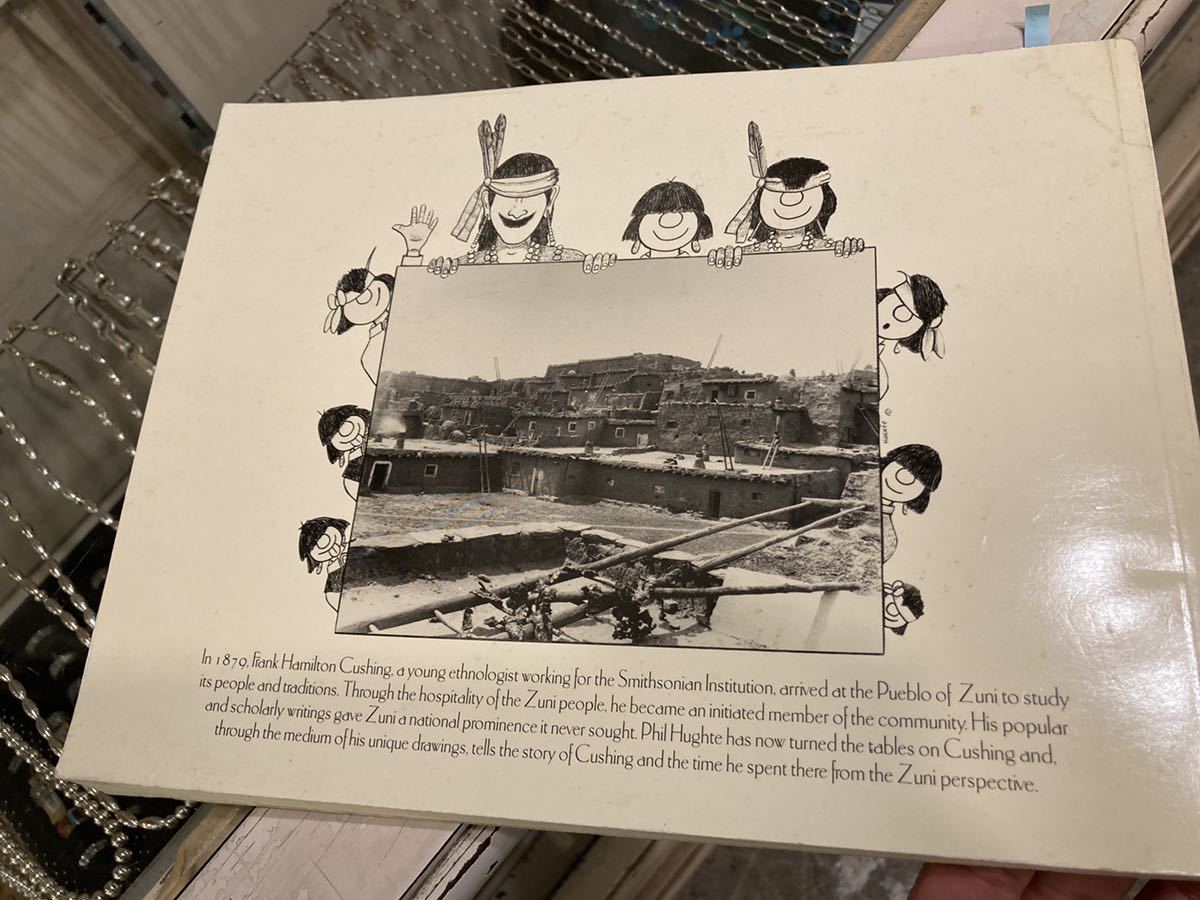 HUGHTE ©
In 1879, Frank Hamilton Cushing, a young ethnologist working for the Smithsonian Institution, arrived at the Pueblo of Zuni to study
its people and traditions. Through the hospitality of the Zuni people, he became an initiated member of the community. His popular
and scholarly writings gave Zuni a national prominence it never sought. Phil Hughte has now turned the tables on Cushing and,
through the medium of his unique drawings, tells the story of Cushing and the time he spent there from the Zuni perspective.